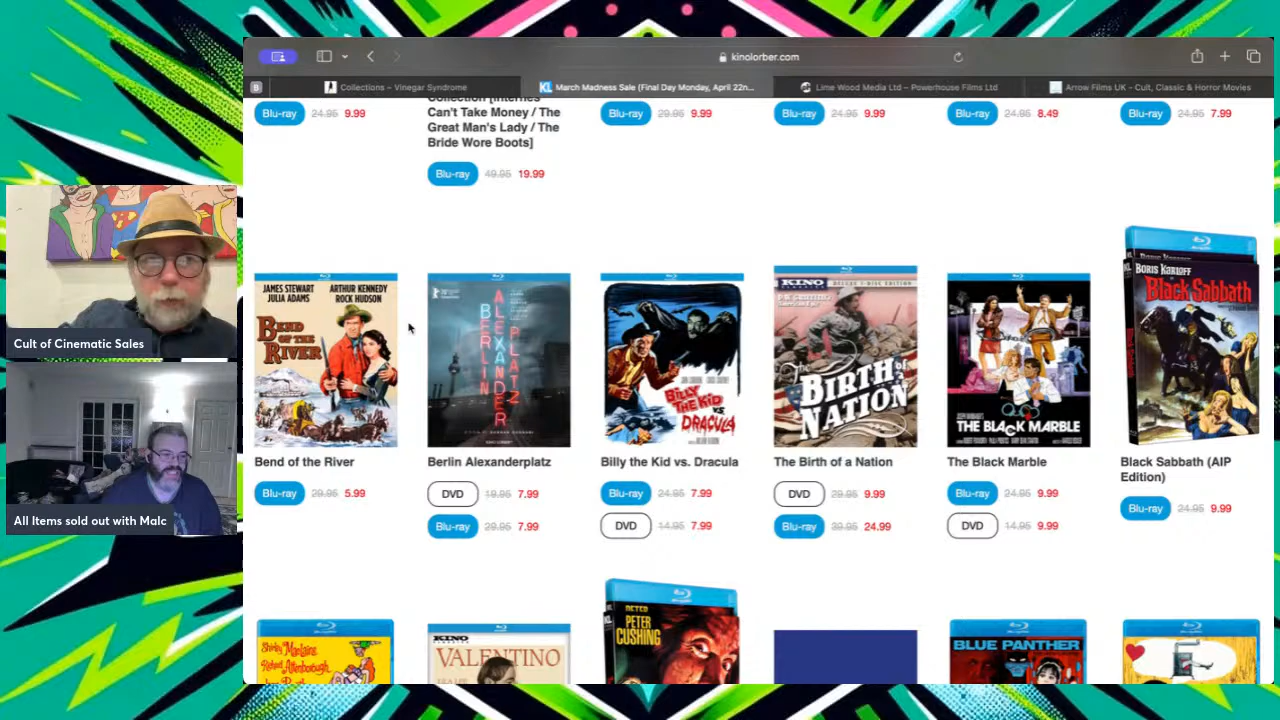 kinolorber.com
B
Collections – Vinegar Syndrome
KL March Madness Sale (Final Day Monday, April 22n...
Lime Wood Media Ltd – Powerhouse Films Ltd
Arrow Films UK - Cult, Classic & Horror Movies
Blu-ray 24.95 9.99
Collection [Internes
Can't Take Money / The
Great Man's Lady / The
Bride Wore Boots]
Blu-ray 49.95 19.99
Blu-ray 29.95 9.99
Blu-ray 24.95 9.99
Blu-ray 24.95 8.49
Blu-ray 24.95 7.99
JAMES STEWART
JULIA ADAMS
ARTHUR KENNEDY
ROCK HUDSON
BEND
OF THE
RIVER
BERLIN
ALEXANDER
PLATZ
BILLY
THE KID
VS.
DRACULA
KINO
The
BIRTH of a
NATION
THE BLACK MARBLE
BORIS KARLOFF
Black Sabbath
Bend of the River
Blu-ray 29.95 5.99
Berlin Alexanderplatz
DVD 19.95 7.99
Blu-ray 29.95 7.99
Billy the Kid vs. Dracula
Blu-ray 24.95 7.99
DVD 14.95 7.99
The Birth of a Nation
DVD 29.95 9.99
Blu-ray 39.95 24.99
The Black Marble
Blu-ray 24.95 9.99
DVD 14.95 9.99
Black Sabbath (AIP
Edition)
Blu-ray 24.95 9.99
Shirley MacLaine
Richard Attenborough
KINO
VALENTINO
PETER
CUSHING
BLUE PANTHER
Cult of Cinematic Sales
All Items sold out with Malc